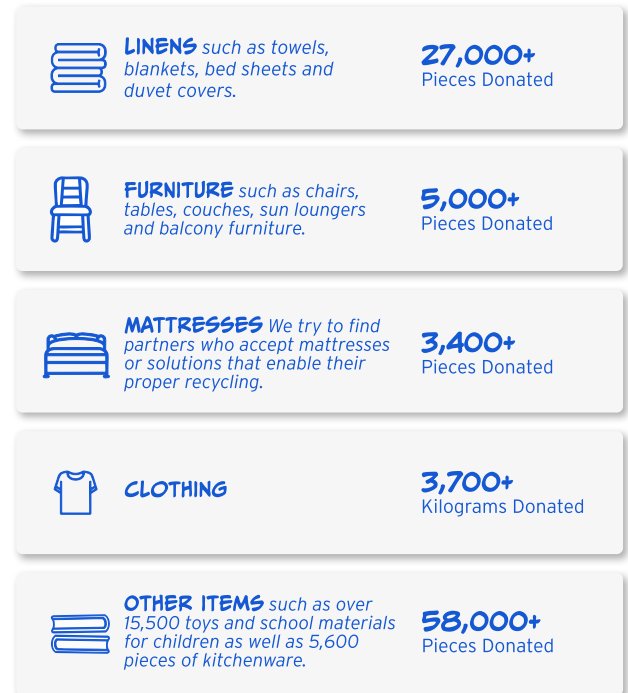 LINENS such as towels,
blankets, bed sheets and
duvet covers.
27,000+
Pieces Donated
FURNITURE such as chairs,
tables, couches, sun loungers
and balcony furniture.
5,000+
Pieces Donated
MATTRESSES We try to find
partners who accept mattresses
or solutions that enable their
proper recycling.
3,400+
Pieces Donated
CLOTHING
3,700+
Kilograms Donated
OTHER ITEMS such as over
15,500 toys and school materials
for children as well as 5,600
pieces of kitchenware.
58,000+
Pieces Donated